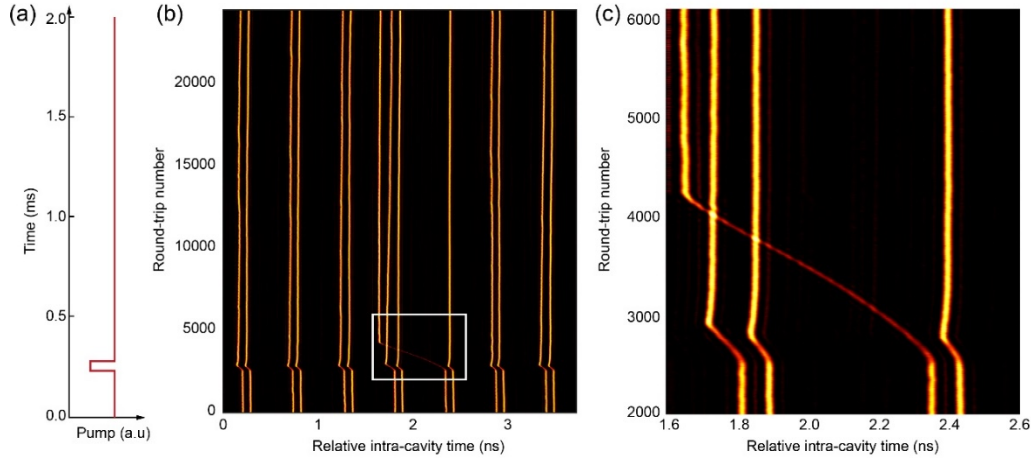 (a)
2.0
1.5
1.0
0.5
0.0
Time (ms)
Pump (a.u)
(b)
20000
15000
10000
5000
0
Round-trip number
0
1
2
3
Relative intra-cavity time (ns)
(c)
6000
5000
4000
3000
2000
Round-trip number
1.6
1.8
2.0
2.2
2.4
2.6
Relative intra-cavity time (ns)